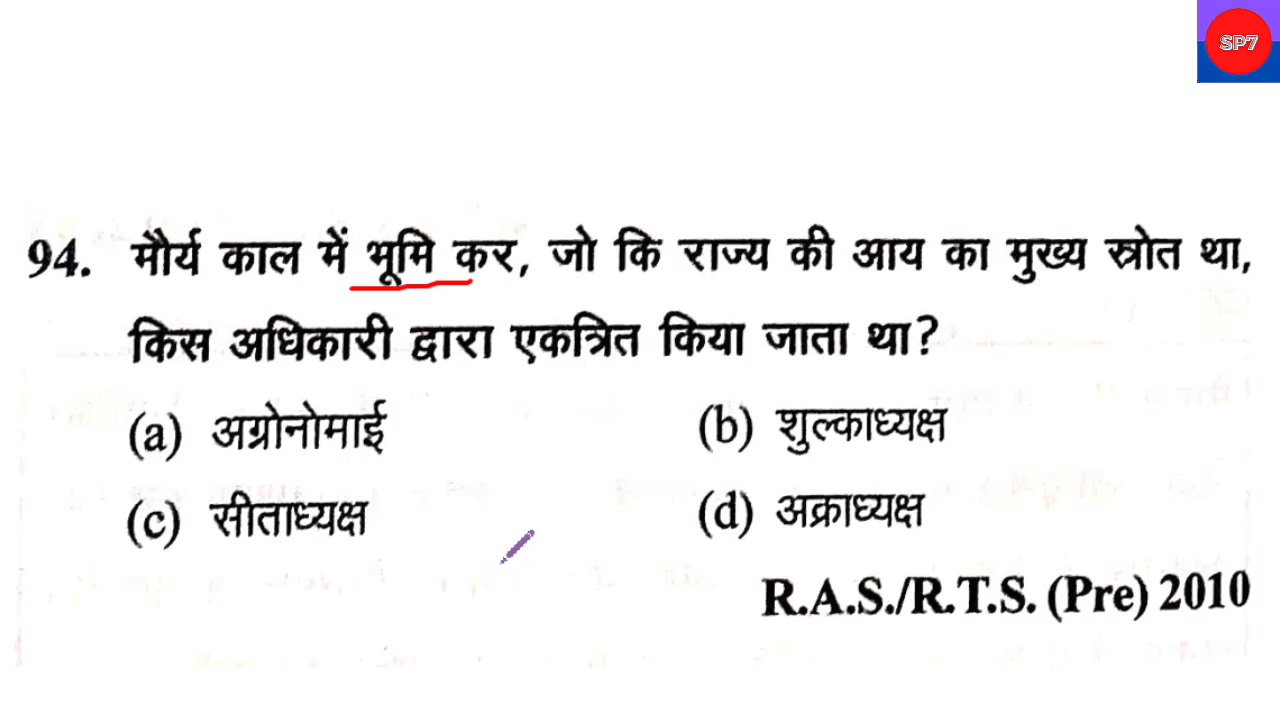 SP7
94. मौर्य काल में भूमि कर, जो कि राज्य की आय का मुख्य स्रोत था,
किस अधिकारी द्वारा एकत्रित किया जाता था?
(a) अग्रोनोमाई (b) शुल्काध्यक्ष
(c) सीताध्यक्ष (d) अक्राध्यक्ष
R.A.S./R.T.S. (Pre) 2010